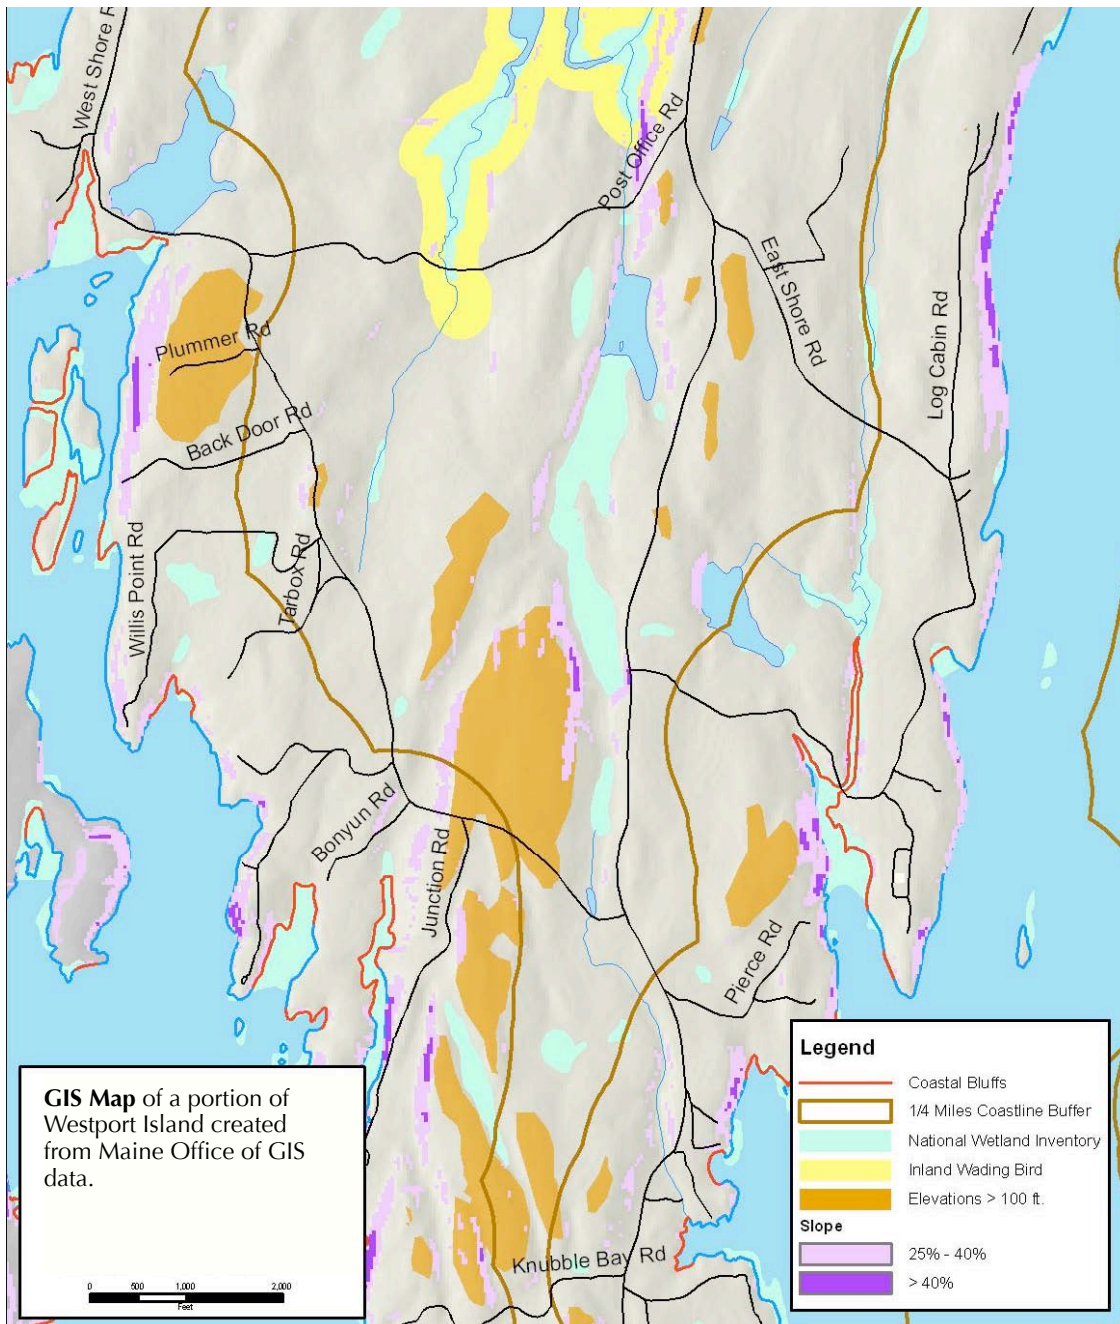 West Shore R
Post Office Rd
East Shore Rd
Log Cabin Rd
Plummer Rd
Back Door Rd
Willis Point Rd
Tarbox Rd
Bonyun Rd
Junction Rd
Pierce Rd
Knubble Bay Rd
GIS Map of a portion of
Westport Island created
from Maine Office of GIS
data.
0 500 1,000 2,000
Feet
Legend
Coastal Bluffs
1/4 Miles Coastline Buffer
National Wetland Inventory
Inland Wading Bird
Elevations > 100 ft.
Slope
25% - 40%
> 40%